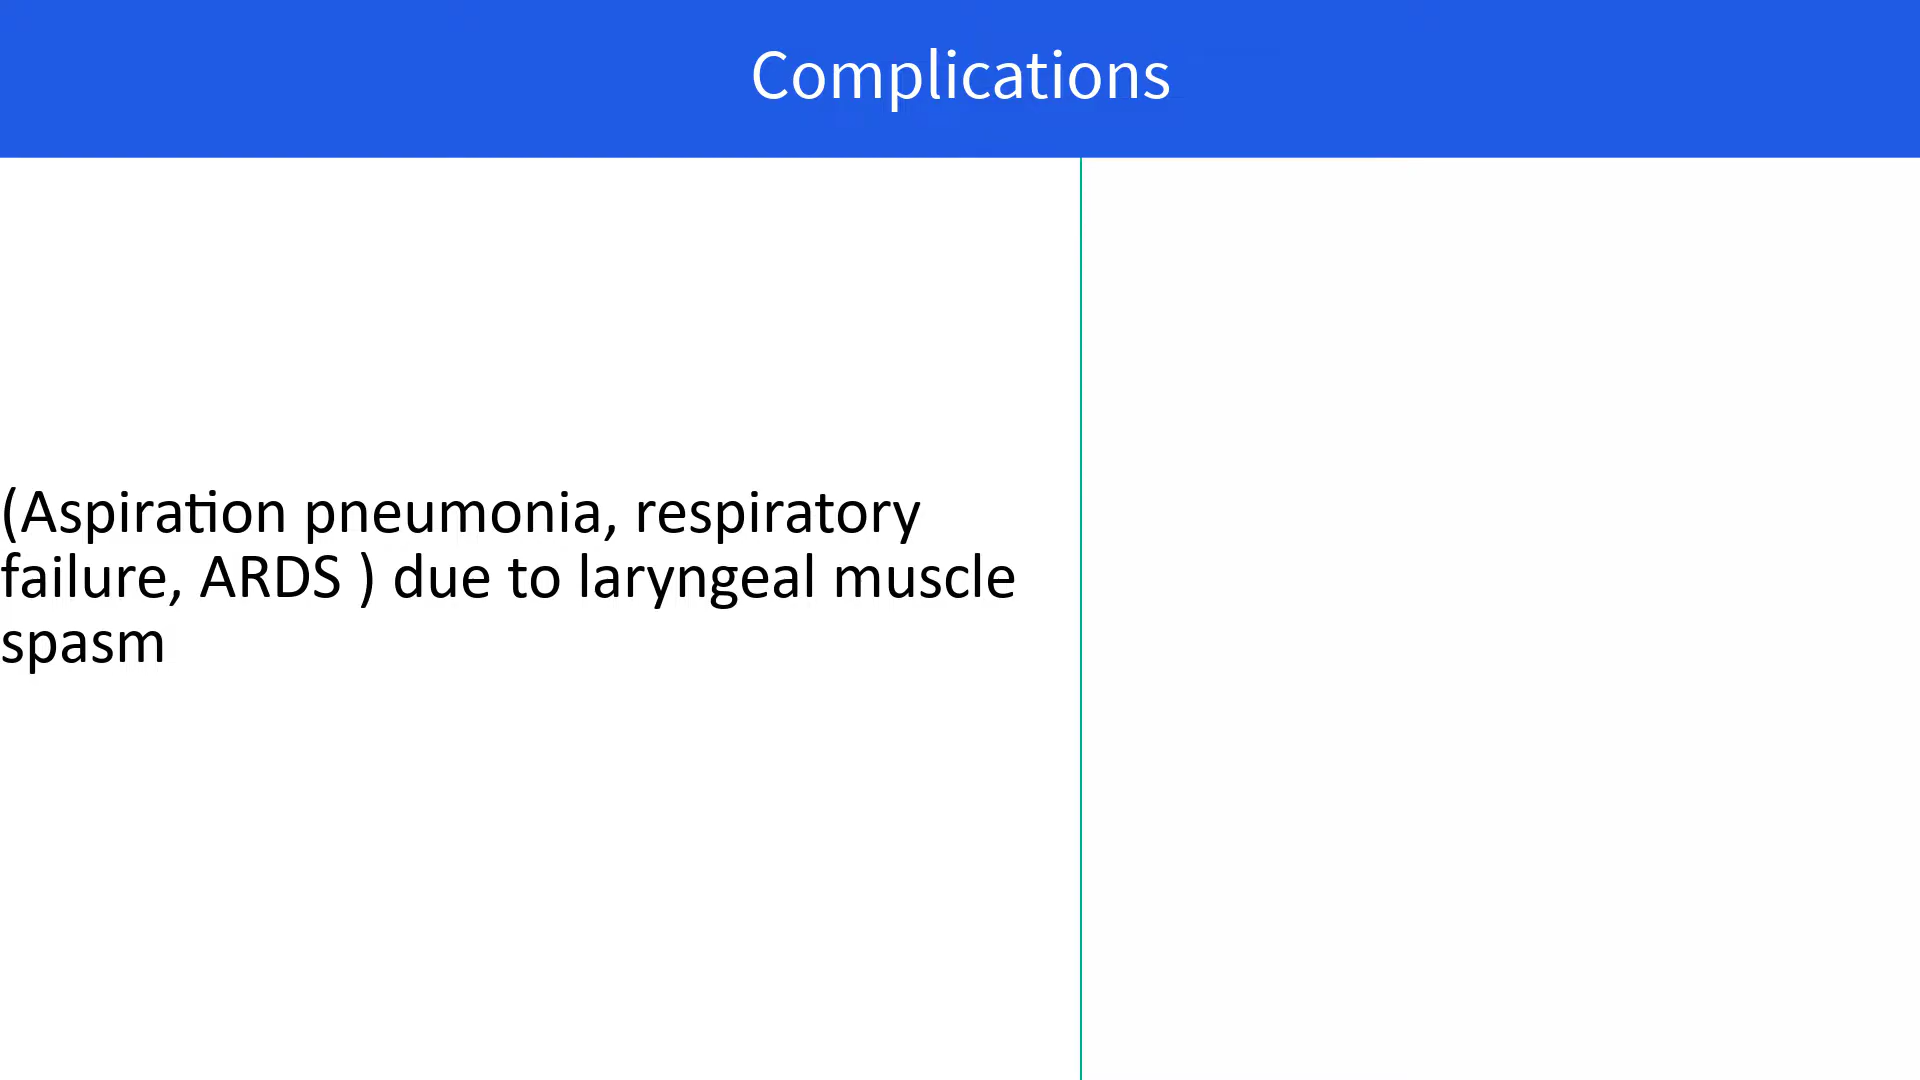 Complications
(Aspiration pneumonia, respiratory
failure, ARDS ) due to laryngeal muscle
spasm